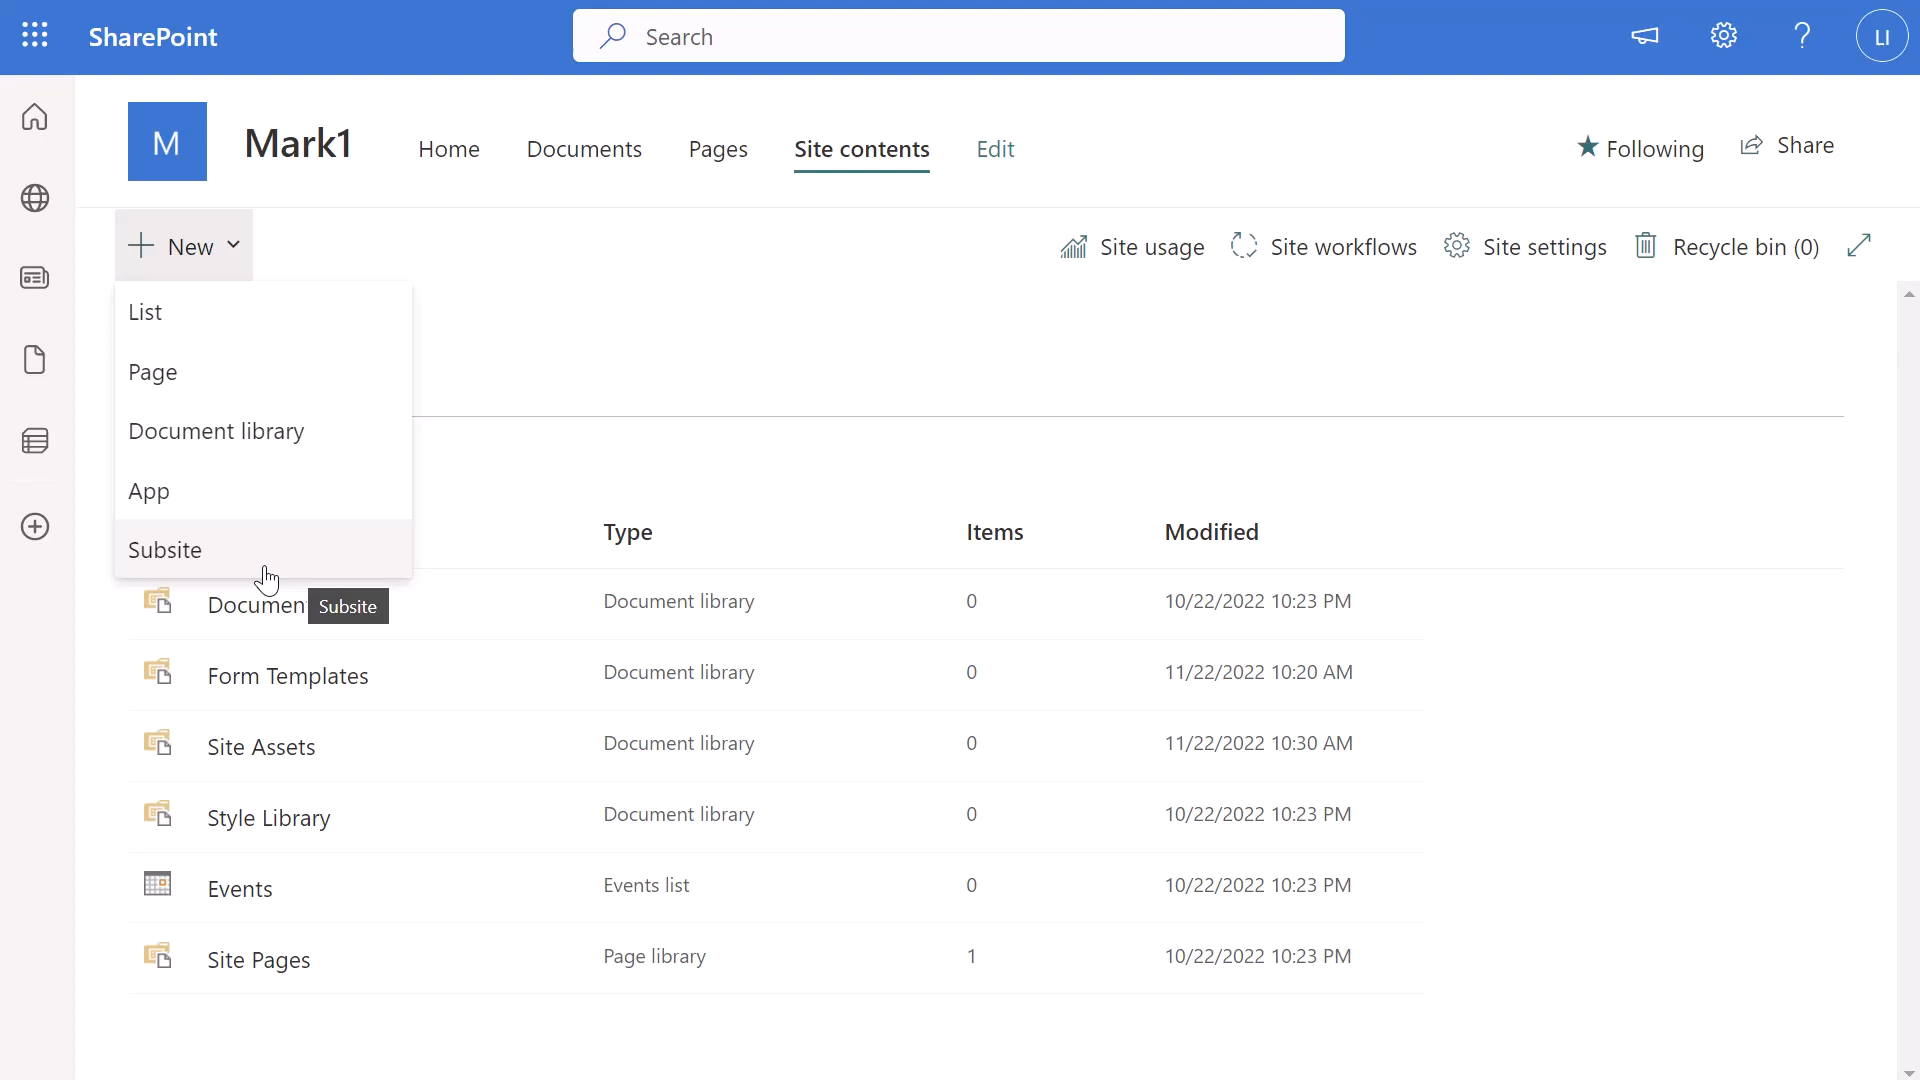 SharePoint
Search
LI
M
Mark1
Home
Documents
Pages
Site contents
Edit
Following
Share
New
Site usage
Site workflows
Site settings
Recycle bin (0)
List
Page
Document library
App
Subsite
Subsite
Type
Items
Modified
Documen
Document library
0
10/22/2022 10:23 PM
Form Templates
Document library
0
11/22/2022 10:20 AM
Site Assets
Document library
0
11/22/2022 10:30 AM
Style Library
Document library
0
10/22/2022 10:23 PM
Events
Events list
0
10/22/2022 10:23 PM
Site Pages
Page library
1
10/22/2022 10:23 PM